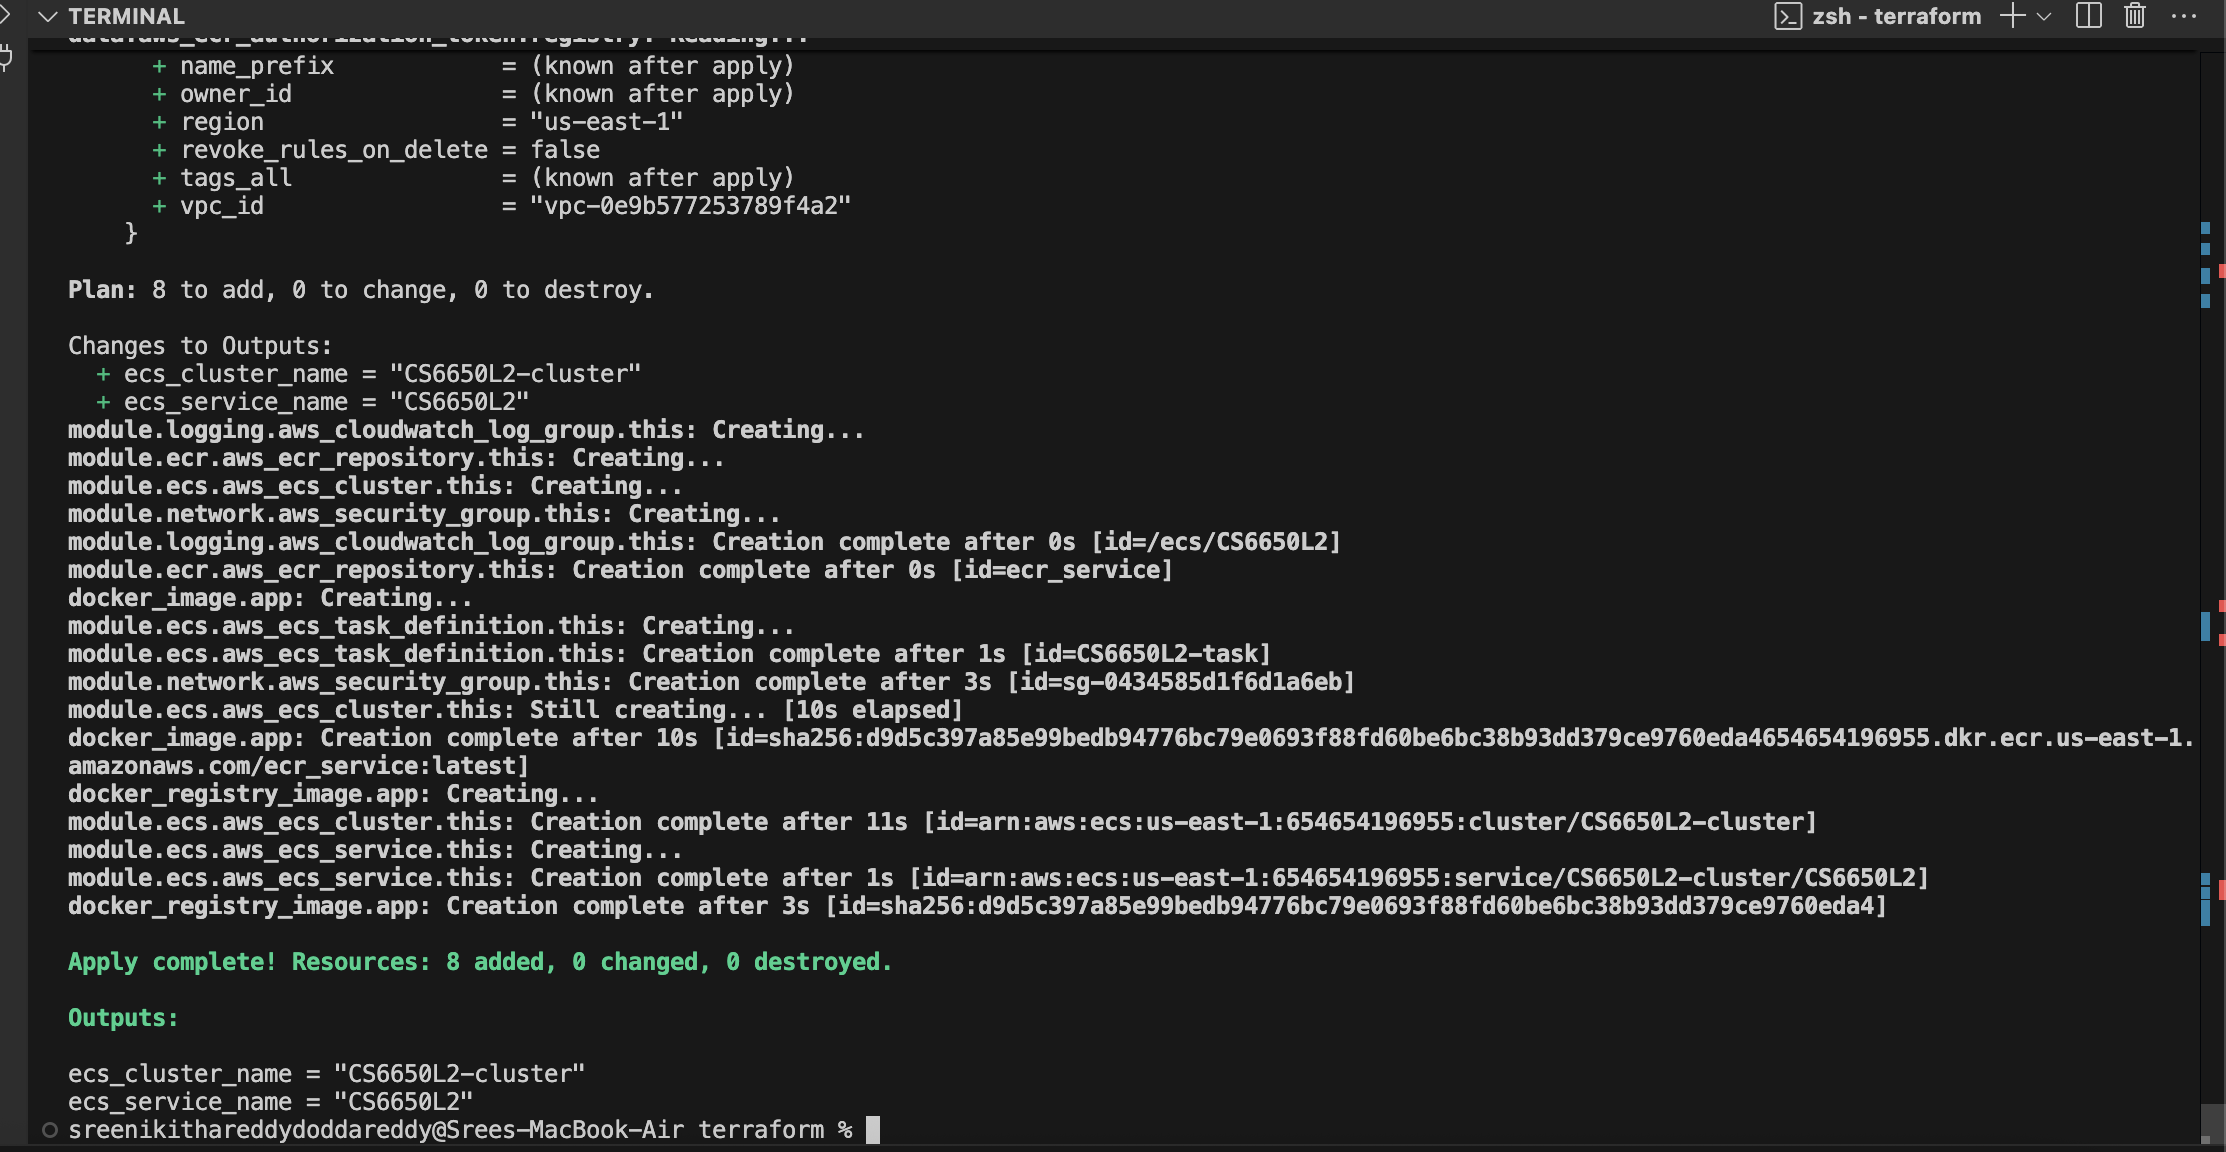 TERMINAL
zsh - terraform
data.aws_ecr_authorization_token.registry: Reading...
+ name_prefix            = (known after apply)
+ owner_id               = (known after apply)
+ region                 = "us-east-1"
+ revoke_rules_on_delete = false
+ tags_all               = (known after apply)
+ vpc_id                 = "vpc-0e9b577253789f4a2"
}
Plan: 8 to add, 0 to change, 0 to destroy.
Changes to Outputs:
+ ecs_cluster_name = "CS6650L2-cluster"
+ ecs_service_name = "CS6650L2"
module.logging.aws_cloudwatch_log_group.this: Creating...
module.ecr.aws_ecr_repository.this: Creating...
module.ecs.aws_ecs_cluster.this: Creating...
module.network.aws_security_group.this: Creating...
module.logging.aws_cloudwatch_log_group.this: Creation complete after 0s [id=/ecs/CS6650L2]
module.ecr.aws_ecr_repository.this: Creation complete after 0s [id=ecr_service]
docker_image.app: Creating...
module.ecs.aws_ecs_task_definition.this: Creating...
module.ecs.aws_ecs_task_definition.this: Creation complete after 1s [id=CS6650L2-task]
module.network.aws_security_group.this: Creation complete after 3s [id=sg-0434585d1f6d1a6eb]
module.ecs.aws_ecs_cluster.this: Still creating... [10s elapsed]
docker_image.app: Creation complete after 10s [id=sha256:d9d5c397a85e99bedb94776bc79e0693f88fd60be6bc38b93dd379ce9760eda4654654196955.dkr.ecr.us-east-1.
amazonaws.com/ecr_service:latest]
docker_registry_image.app: Creating...
module.ecs.aws_ecs_cluster.this: Creation complete after 11s [id=arn:aws:ecs:us-east-1:654654196955:cluster/CS6650L2-cluster]
module.ecs.aws_ecs_service.this: Creating...
module.ecs.aws_ecs_service.this: Creation complete after 1s [id=arn:aws:ecs:us-east-1:654654196955:service/CS6650L2-cluster/CS6650L2]
docker_registry_image.app: Creation complete after 3s [id=sha256:d9d5c397a85e99bedb94776bc79e0693f88fd60be6bc38b93dd379ce9760eda4]
Apply complete! Resources: 8 added, 0 changed, 0 destroyed.
Outputs:
ecs_cluster_name = "CS6650L2-cluster"
ecs_service_name = "CS6650L2"
sreenikithareddydoddareddy@Srees-MacBook-Air terraform %